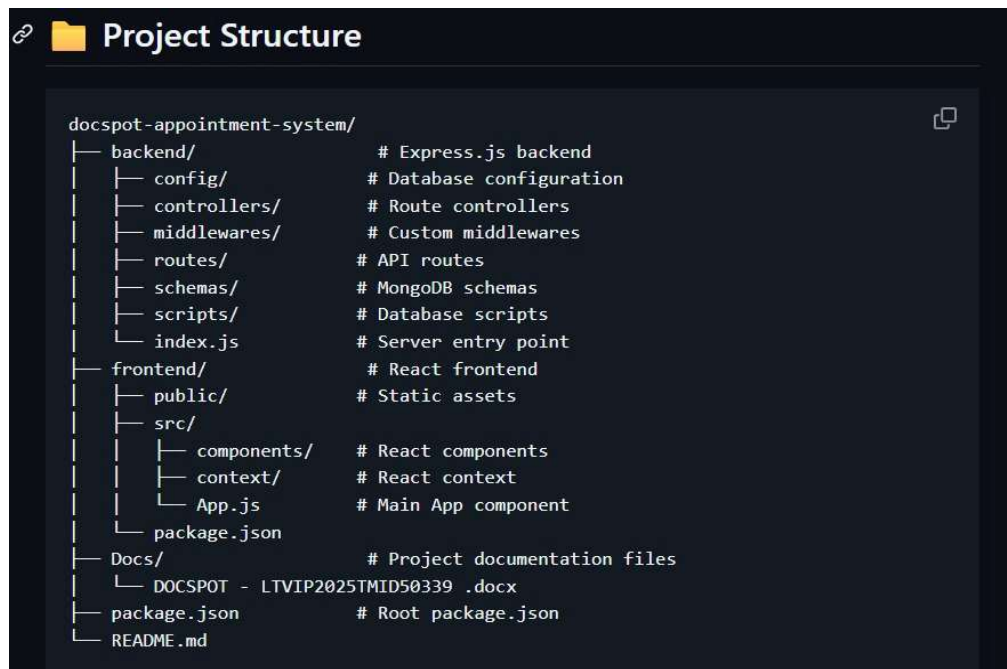 Project Structure
docspot-appointment-system/
├── backend/                 # Express.js backend
│   ├── config/             # Database configuration
│   ├── controllers/        # Route controllers
│   ├── middlewares/        # Custom middlewares
│   ├── routes/            # API routes
│   ├── schemas/           # MongoDB schemas
│   ├── scripts/           # Database scripts
│   └── index.js           # Server entry point
├── frontend/               # React frontend
│   ├── public/            # Static assets
│   ├── src/
│   │   ├── components/    # React components
│   │   ├── context/       # React context
│   │   └── App.js         # Main App component
│   └── package.json
├── Docs/                   # Project documentation files
│   └── DOCSPOT - LTVIP2025TMID50339 .docx
├── package.json           # Root package.json
└── README.md